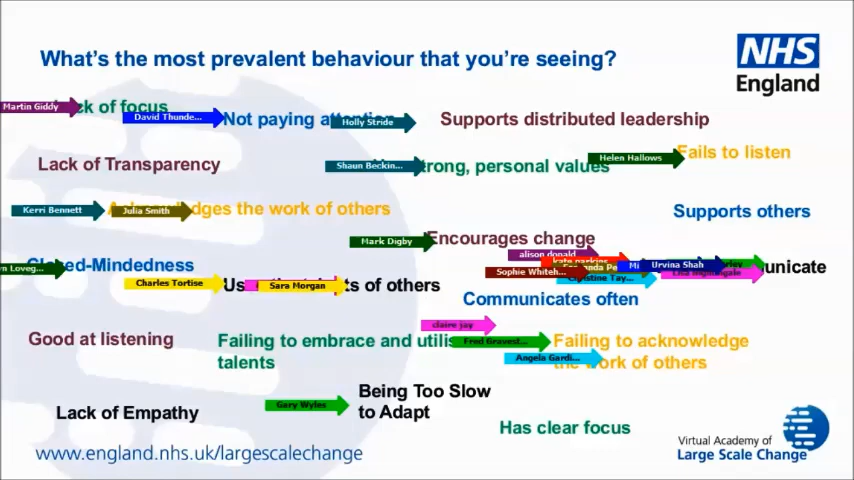 What's the most prevalent behaviour that you're seeing?
NHS
England
Martin Giddy
of focus
David Thunde...
Not paying
Holly Stride
Supports distributed leadership
Lack of Transparency
Shaun Beckin...
personal values
Helen Hallows
Fails to listen
Kerri Bennett
Julia Smith
the work of others
Supports others
Mark Digby
Encourages change
alison donald
Closed-Mindedness
Urvina Shah
Sophie Whiteh...
Christine Tay...
Charles Tortise
Sara Morgan
of others
Communicates often
claire jay
Good at listening
Failing to embrace and
talents
Fred Gravest...
Failing to acknowledge
Angela Gardi...
of others
Lack of Empathy
Gary Wyles
Being Too Slow
to Adapt
Has clear focus
www.england.nhs.uk/largescalechange
Virtual Academy of
Large Scale Change